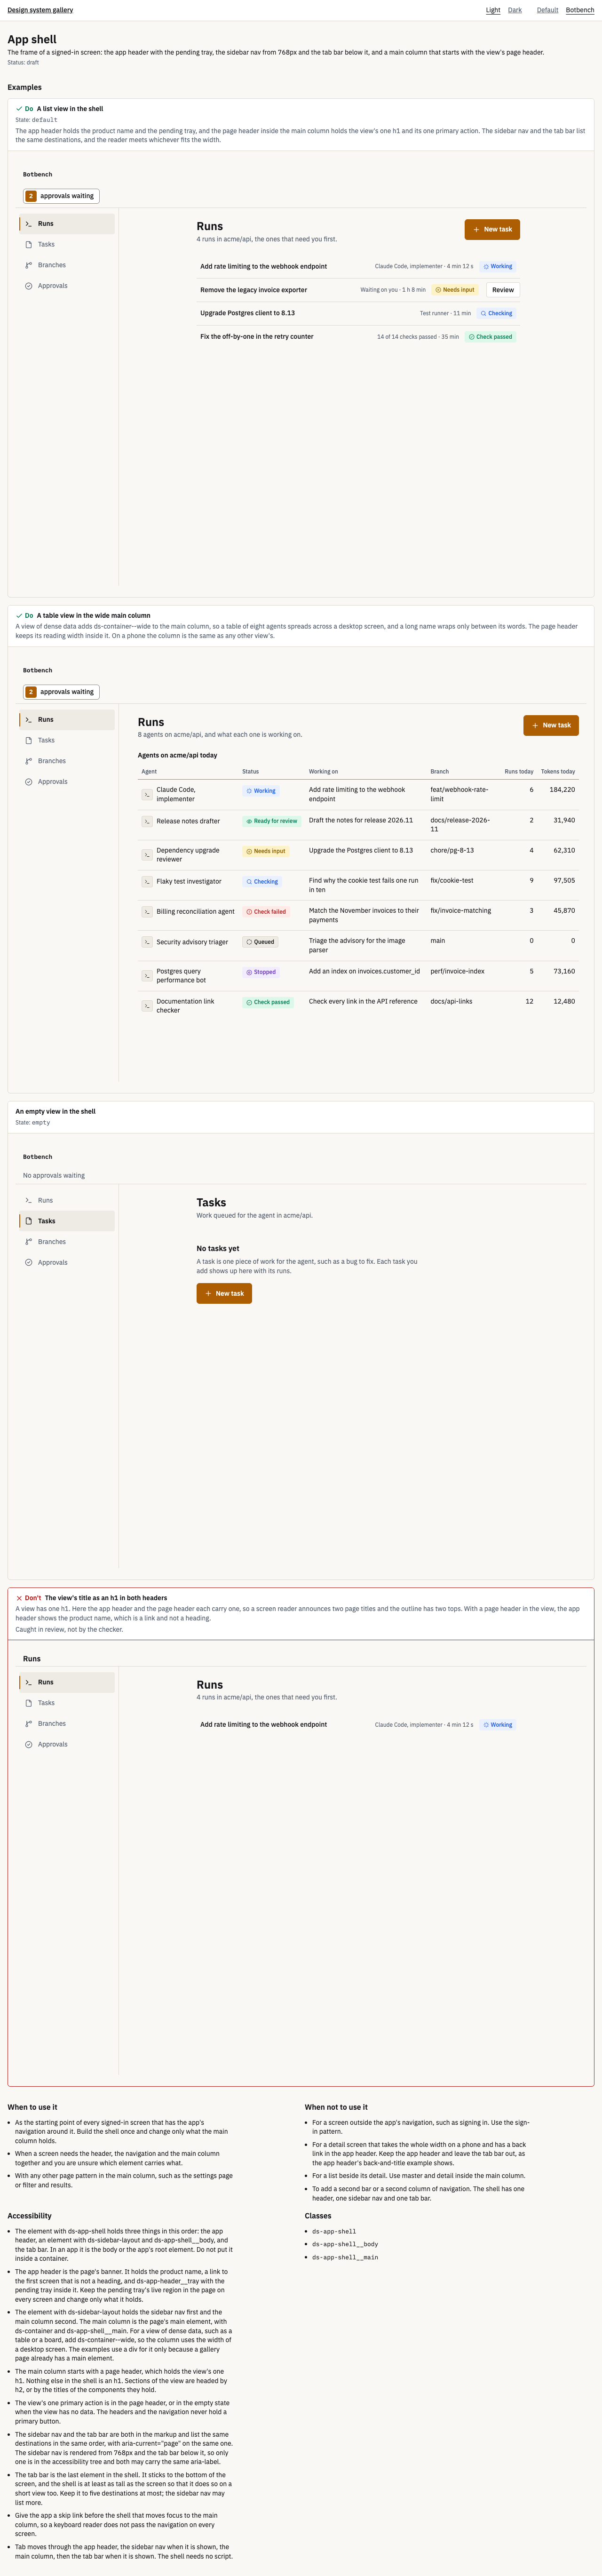 Design system gallery
Light Dark Default Botbench
App shell
The frame of a signed-in screen: the app header with the pending tray, the sidebar nav from 768px and the tab bar below it, and a main column that starts with the view's page header.
Status: draft
Examples
Do A list view in the shell
State: default
The app header holds the product name and the pending tray, and the page header inside the main column holds the view's one h1 and its one primary action. The sidebar nav and the tab bar list
the same destinations, and the reader meets whichever fits the width.
Botbench
2 approvals waiting
Runs
Tasks
Branches
Approvals
Runs
4 runs in acme/api, the ones that need you first.
New task
Add rate limiting to the webhook endpoint Claude Code, implementer · 4 min 12 s Working
Remove the legacy invoice exporter Waiting on you · 1 h 8 min Needs input Review
Upgrade Postgres client to 8.13 Test runner · 11 min Checking
Fix the off-by-one in the retry counter 14 of 14 checks passed · 35 min Check passed
Do A table view in the wide main column
A view of dense data adds ds-container--wide to the main column, so a table of eight agents spreads across a desktop screen, and a long name wraps only between its words. The page header
keeps its reading width inside it. On a phone the column is the same as any other view's.
Botbench
2 approvals waiting
Runs
Tasks
Branches
Approvals
Runs
8 agents on acme/api, and what each one is working on.
New task
Agents on acme/api today
Agent Status Working on Branch Runs today Tokens today
Claude Code, implementer Working Add rate limiting to the webhook endpoint feat/webhook-rate-limit 6 184,220
Release notes drafter Ready for review Draft the notes for release 2026.11 docs/release-2026-11 2 31,940
Dependency upgrade reviewer Needs input Upgrade the Postgres client to 8.13 chore/pg-8-13 4 62,310
Flaky test investigator Checking Find why the cookie test fails one run in ten fix/cookie-test 9 97,505
Billing reconciliation agent Check failed Match the November invoices to their payments fix/invoice-matching 3 45,870
Security advisory triager Queued Triage the advisory for the image parser main 0 0
Postgres query performance bot Stopped Add an index on invoices.customer_id perf/invoice-index 5 73,160
Documentation link checker Check passed Check every link in the API reference docs/api-links 12 12,480
An empty view in the shell
State: empty
Botbench
No approvals waiting
Runs
Tasks
Branches
Approvals
Tasks
Work queued for the agent in acme/api.
No tasks yet
A task is one piece of work for the agent, such as a bug to fix. Each task you
add shows up here with its runs.
New task
Don't The view's title as an h1 in both headers
A view has one h1. Here the app header and the page header each carry one, so a screen reader announces two page titles and the outline has two tops. With a page header in the view, the app
header shows the product name, which is a link and not a heading.
Caught in review, not by the checker.
Runs
Runs
Tasks
Branches
Approvals
Runs
4 runs in acme/api, the ones that need you first.
Add rate limiting to the webhook endpoint Claude Code, implementer · 4 min 12 s Working
When to use it
As the starting point of every signed-in screen that has the app's
navigation around it. Build the shell once and change only what the main
column holds.
When a screen needs the header, the navigation and the main column
together and you are unsure which element carries what.
With any other page pattern in the main column, such as the settings page
or filter and results.
When not to use it
For a screen outside the app's navigation, such as signing in. Use the sign-
in pattern.
For a detail screen that takes the whole width on a phone and has a back
link in the app header. Keep the app header and leave the tab bar out, as
the app header's back-and-title example shows.
For a list beside its detail. Use master and detail inside the main column.
To add a second bar or a second column of navigation. The shell has one
header, one sidebar nav and one tab bar.
Accessibility
The element with ds-app-shell holds three things in this order: the app
header, an element with ds-sidebar-layout and ds-app-shell__body, and
the tab bar. In an app it is the body or the app's root element. Do not put it
inside a container.
The app header is the page's banner. It holds the product name, a link to
the first screen that is not a heading, and ds-app-header__tray with the
pending tray inside it. Keep the pending tray's live region in the page on
every screen and change only what it holds.
The element with ds-sidebar-layout holds the sidebar nav first and the
main column second. The main column is the page's main element, with
ds-container and ds-app-shell__main. For a view of dense data, such as a
table or a board, add ds-container--wide, so the column uses the width of
a desktop screen. The examples use a div for it only because a gallery
page already has a main element.
The main column starts with a page header, which holds the view's one
h1. Nothing else in the shell is an h1. Sections of the view are headed by
h2, or by the titles of the components they hold.
The view's one primary action is in the page header, or in the empty state
when the view has no data. The headers and the navigation never hold a
primary button.
The sidebar nav and the tab bar are both in the markup and list the same
destinations in the same order, with aria-current="page" on the same one.
The sidebar nav is rendered from 768px and the tab bar below it, so only
one is in the accessibility tree and both may carry the same aria-label.
The tab bar is the last element in the shell. It sticks to the bottom of the
screen, and the shell is at least as tall as the screen so that it does so on a
short view too. Keep it to five destinations at most; the sidebar nav may
list more.
Give the app a skip link before the shell that moves focus to the main
column, so a keyboard reader does not pass the navigation on every
screen.
Tab moves through the app header, the sidebar nav when it is shown, the
main column, then the tab bar when it is shown. The shell needs no script.
Classes
ds-app-shell
ds-app-shell__body
ds-app-shell__main